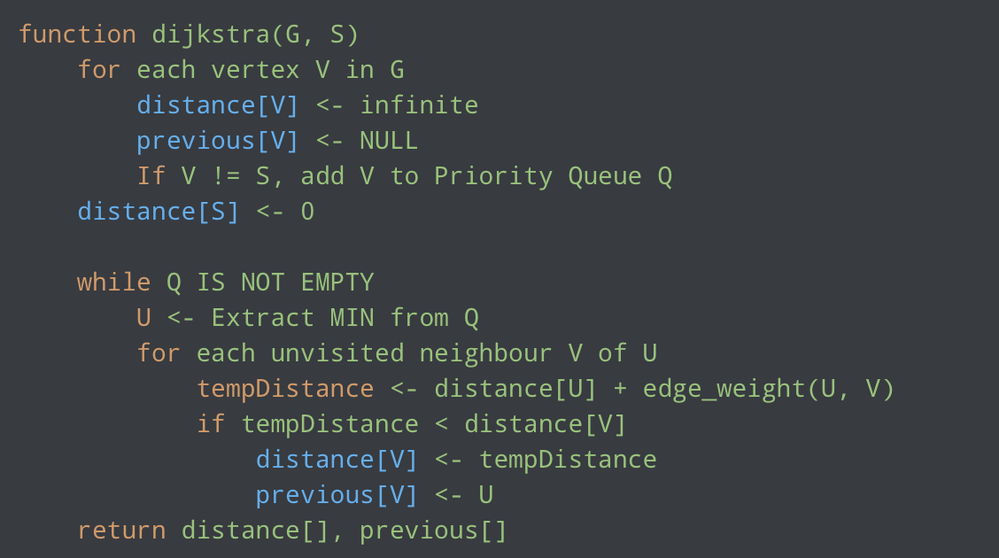 function dijkstra(G, S)
    for each vertex V in G
        distance[V] <- infinite
        previous[V] <- NULL
        If V != S, add V to Priority Queue Q
    distance[S] <- 0

    while Q IS NOT EMPTY
        U <- Extract MIN from Q
        for each unvisited neighbour V of U
            tempDistance <- distance[U] + edge_weight(U, V)
            if tempDistance < distance[V]
                distance[V] <- tempDistance
                previous[V] <- U
    return distance[], previous[]